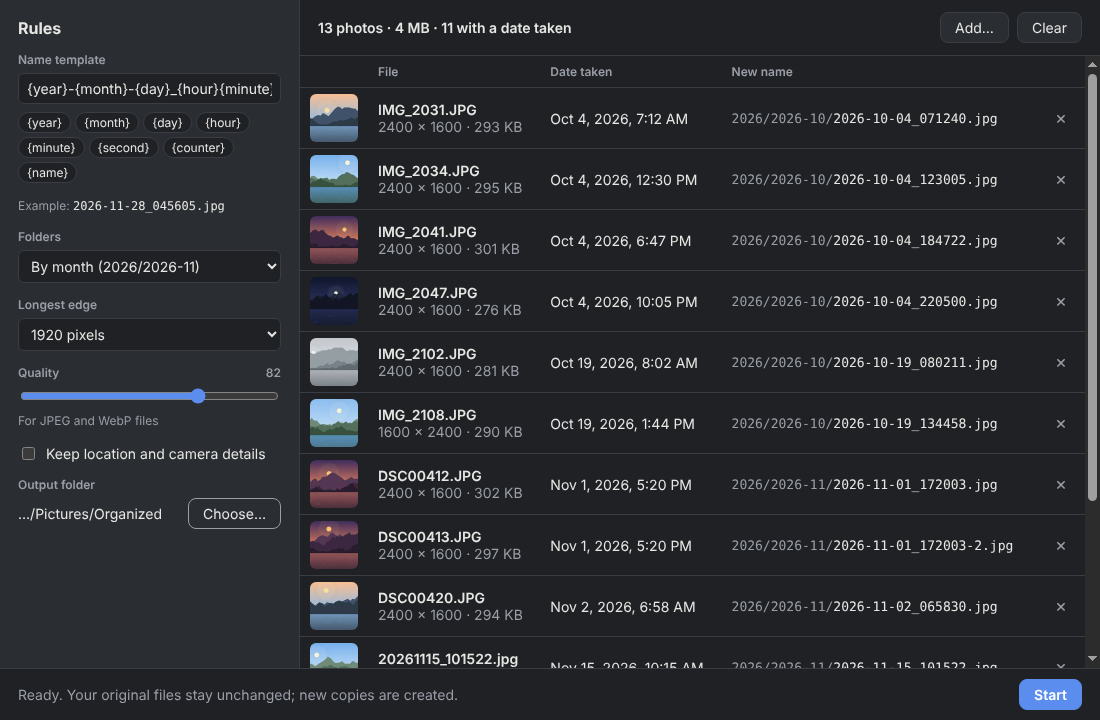 Rules
Name template
{year}-{month}-{day}_{hour}{minute}
{year} {month} {day} {hour}
{minute} {second} {counter}
{name}
Example: 2026-11-28_045605.jpg
Folders
By month (2026/2026-11)
Longest edge
1920 pixels
Quality 82
For JPEG and WebP files
Keep location and camera details
Output folder
.../Pictures/Organized Choose...
13 photos · 4 MB · 11 with a date taken Add... Clear
File Date taken New name
IMG_2031.JPG
2400 × 1600 · 293 KB Oct 4, 2026, 7:12 AM 2026/2026-10/2026-10-04_071240.jpg ×
IMG_2034.JPG
2400 × 1600 · 295 KB Oct 4, 2026, 12:30 PM 2026/2026-10/2026-10-04_123005.jpg ×
IMG_2041.JPG
2400 × 1600 · 301 KB Oct 4, 2026, 6:47 PM 2026/2026-10/2026-10-04_184722.jpg ×
IMG_2047.JPG
2400 × 1600 · 276 KB Oct 4, 2026, 10:05 PM 2026/2026-10/2026-10-04_220500.jpg ×
IMG_2102.JPG
2400 × 1600 · 281 KB Oct 19, 2026, 8:02 AM 2026/2026-10/2026-10-19_080211.jpg ×
IMG_2108.JPG
1600 × 2400 · 290 KB Oct 19, 2026, 1:44 PM 2026/2026-10/2026-10-19_134458.jpg ×
DSC00412.JPG
2400 × 1600 · 302 KB Nov 1, 2026, 5:20 PM 2026/2026-11/2026-11-01_172003.jpg ×
DSC00413.JPG
2400 × 1600 · 297 KB Nov 1, 2026, 5:20 PM 2026/2026-11/2026-11-01_172003-2.jpg ×
DSC00420.JPG
2400 × 1600 · 294 KB Nov 2, 2026, 6:58 AM 2026/2026-11/2026-11-02_065830.jpg ×
20261115_101522.jpg
Nov 15, 2026, 10:15 AM 2026/2026-11/2026-11-15_101522.jpg ×
Ready. Your original files stay unchanged; new copies are created. Start